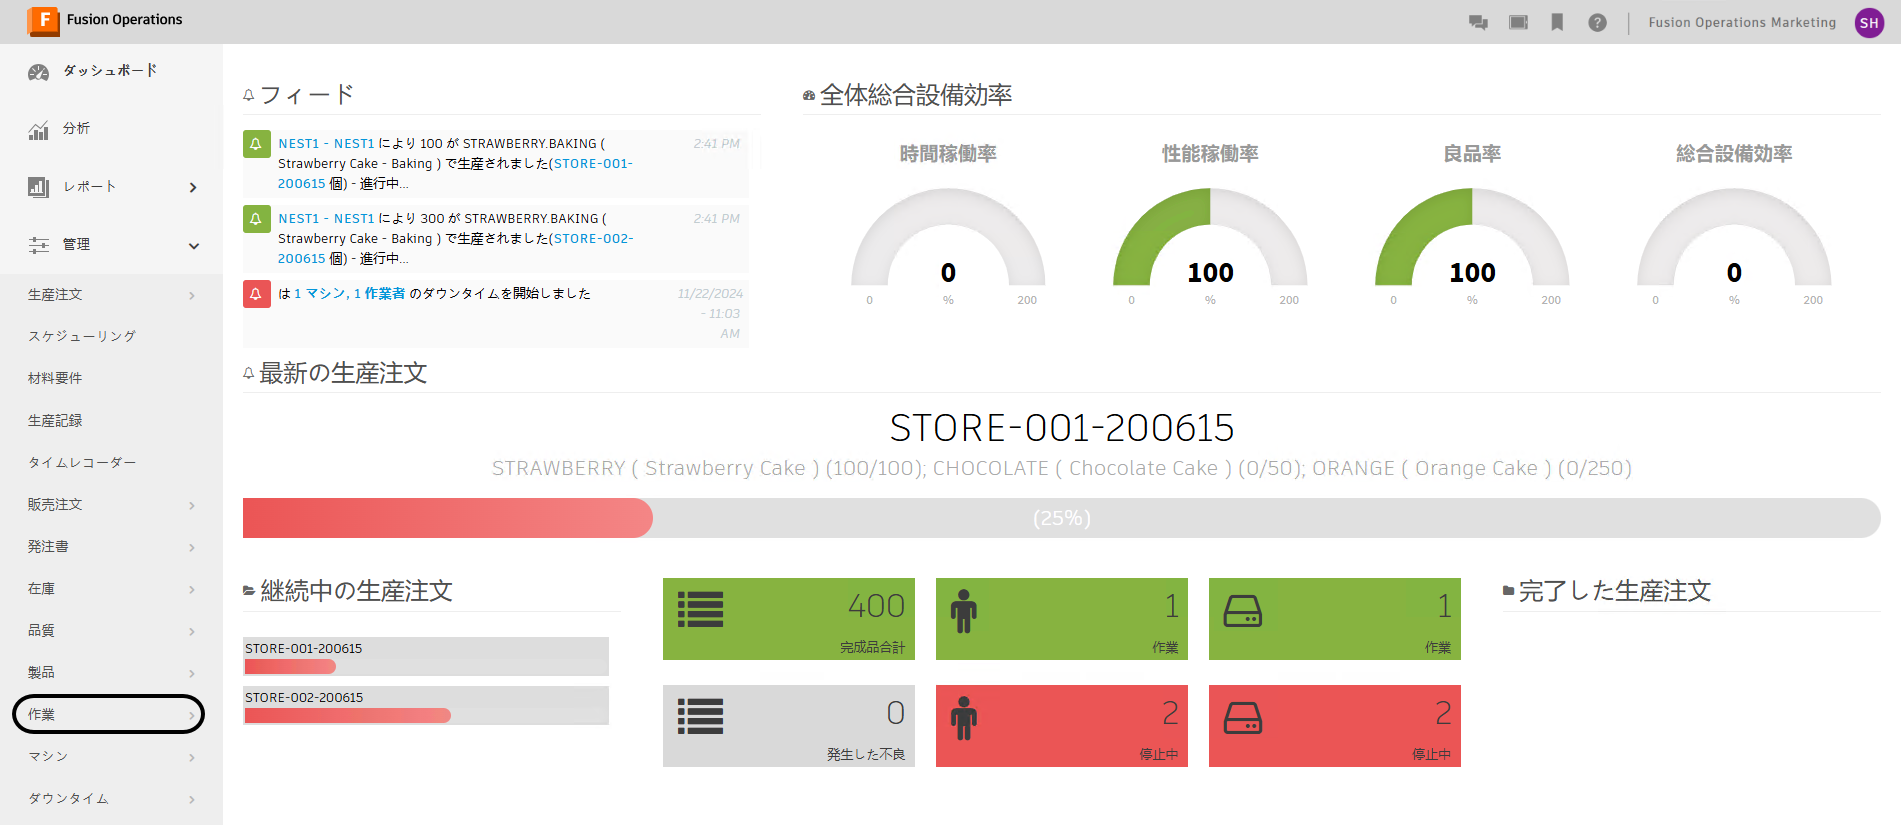 Fusion Operations
Fusion Operations Marketing
SH
ダッシュボード
分析
レポート
管理
生産注文
スケジューリング
材料要件
生産記録
タイムレコーダー
販売注文
発注書
在庫
品質
製品
作業
マシン
ダウンタイム
フィード
NEST1 - NEST1 により 100 が STRAWBERRY.BAKING (
Strawberry Cake - Baking ) で生産されました(STORE-001-
200615 個) - 進行中...
2:41 PM
NEST1 - NEST1 により 300 が STRAWBERRY.BAKING (
Strawberry Cake - Baking ) で生産されました(STORE-002-
200615 個) - 進行中...
2:41 PM
は 1 マシン, 1 作業者 のダウンタイムを開始しました
11/22/2024
- 11:03
AM
全体総合設備効率
時間稼働率
0
0 % 200
性能稼働率
100
0 % 200
良品率
100
0 % 200
総合設備効率
0
0 % 200
最新の生産注文
STORE-001-200615
STRAWBERRY ( Strawberry Cake ) (100/100); CHOCOLATE ( Chocolate Cake ) (0/50); ORANGE ( Orange Cake ) (0/250)
(25%)
継続中の生産注文
STORE-001-200615
STORE-002-200615
400
完成品合計
1
作業
1
作業
0
発生した不良
2
停止中
2
停止中
完了した生産注文